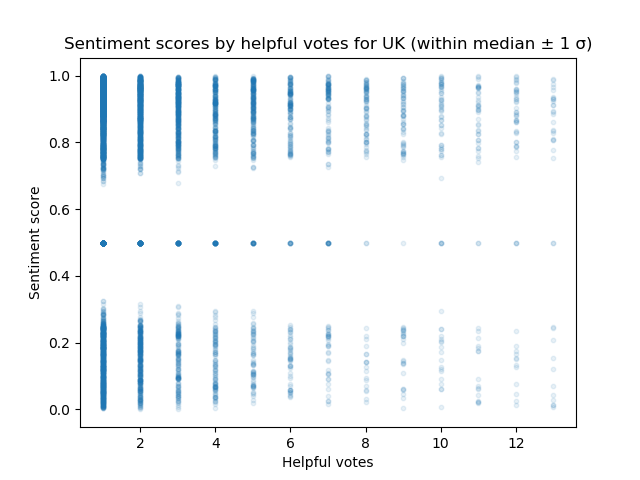 Sentiment scores by helpful votes for UK (within median ± 1 σ)
1.0
0.8
0.6
0.4
0.2
0.0
Sentiment score
2 4 6 8 10 12
Helpful votes